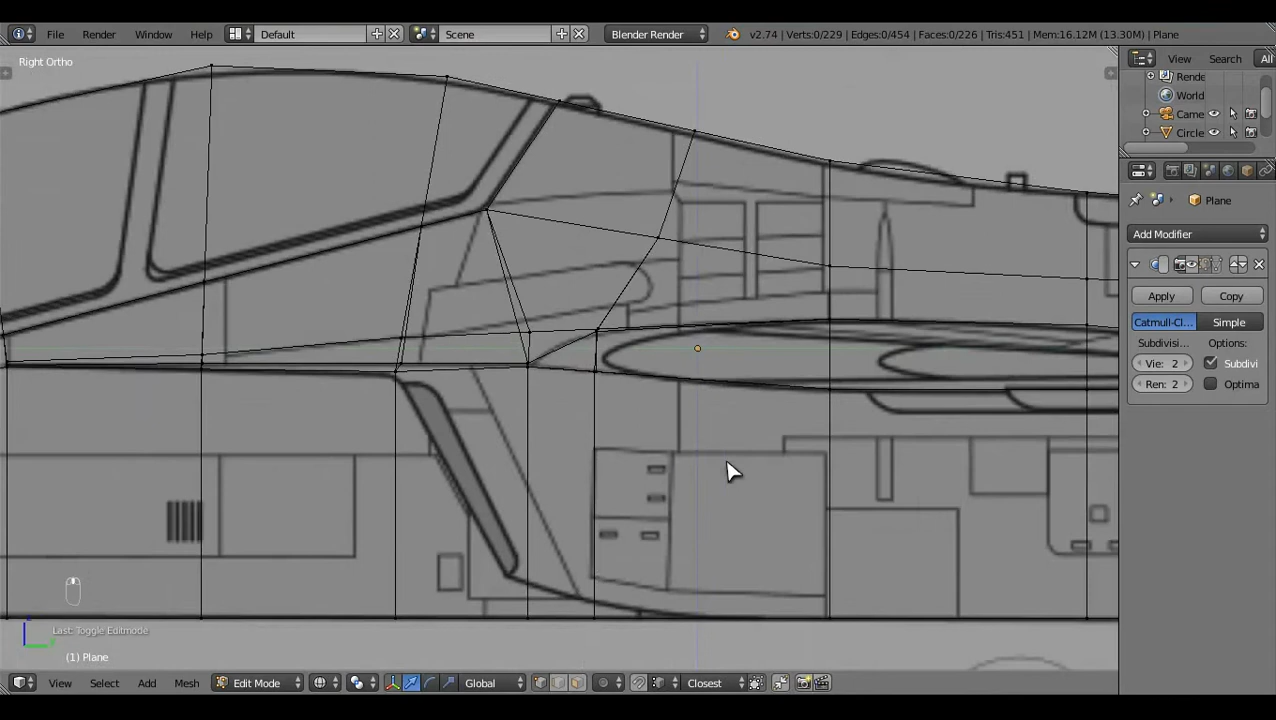 File Render Window Help Default Scene Blender Render v2.74 | Verts:0/229 | Edges:0/454 | Faces:0/226 | Tris:451 | Mem:16.12M (13.30M) | Plane
Right Ortho
View Search All
Rende
World
Came
Circle
Plane
Add Modifier
Apply Copy
Catmull-Cl... Simple
Subdivisi... Options:
Vie: 2 Subdivi
Ren: 2 Optima
Last: Toggle Editmode
(1) Plane
View Select Add Mesh Edit Mode Global Closest